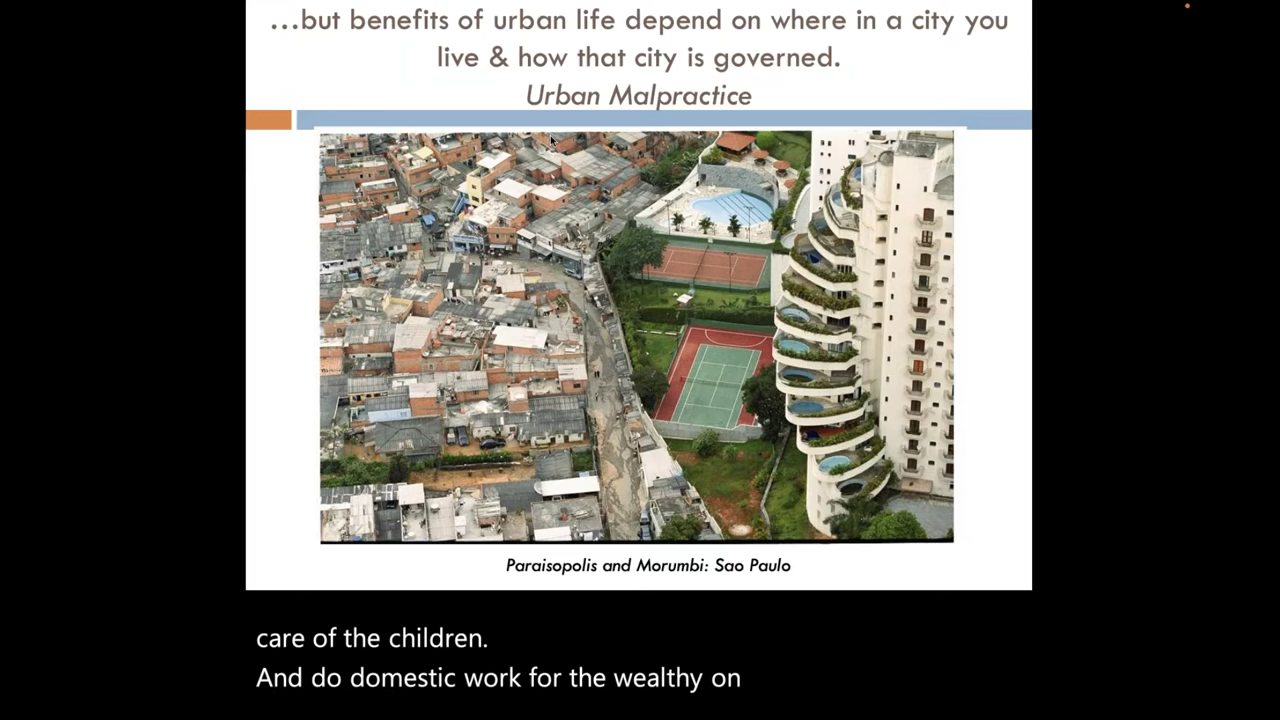 ...but benefits of urban life depend on where in a city you
live & how that city is governed.
Urban Malpractice
Paraisopolis and Morumbi: Sao Paulo
care of the children.
And do domestic work for the wealthy on